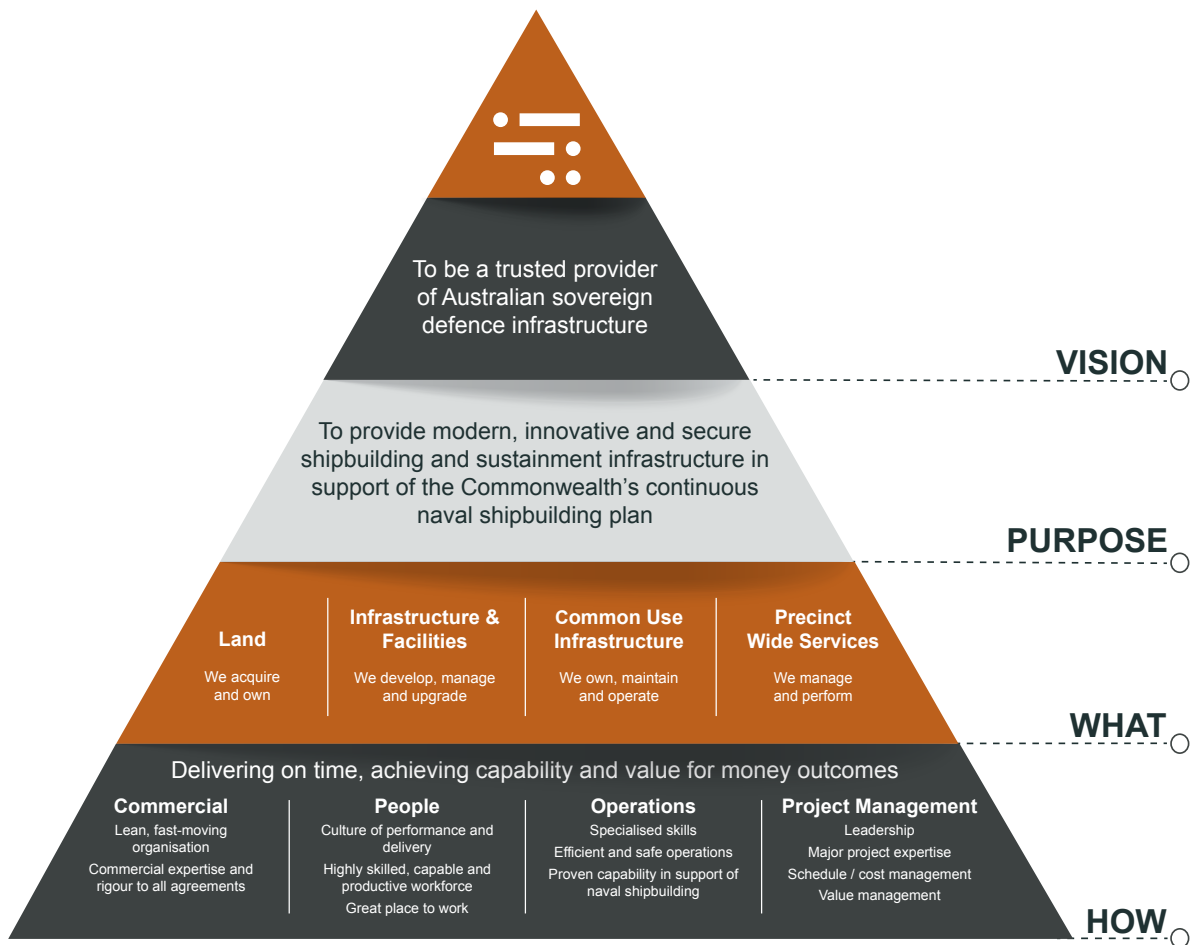 To be a trusted provider
of Australian sovereign
defence infrastructure
VISION
To provide modern, innovative and secure
shipbuilding and sustainment infrastructure in
support of the Commonwealth's continuous
naval shipbuilding plan
PURPOSE
Land
We acquire
and own
Infrastructure &
Facilities
We develop, manage
and upgrade
Common Use
Infrastructure
We own, maintain
and operate
Precinct
Wide Services
We manage
and perform
WHAT
Delivering on time, achieving capability and value for money outcomes
Commercial
Lean, fast-moving
organisation
Commercial expertise and
rigour to all agreements
People
Culture of performance and
delivery
Highly skilled, capable and
productive workforce
Great place to work
Operations
Specialised skills
Efficient and safe operations
Proven capability in support of
naval shipbuilding
Project Management
Leadership
Major project expertise
Schedule / cost management
Value management
HOW